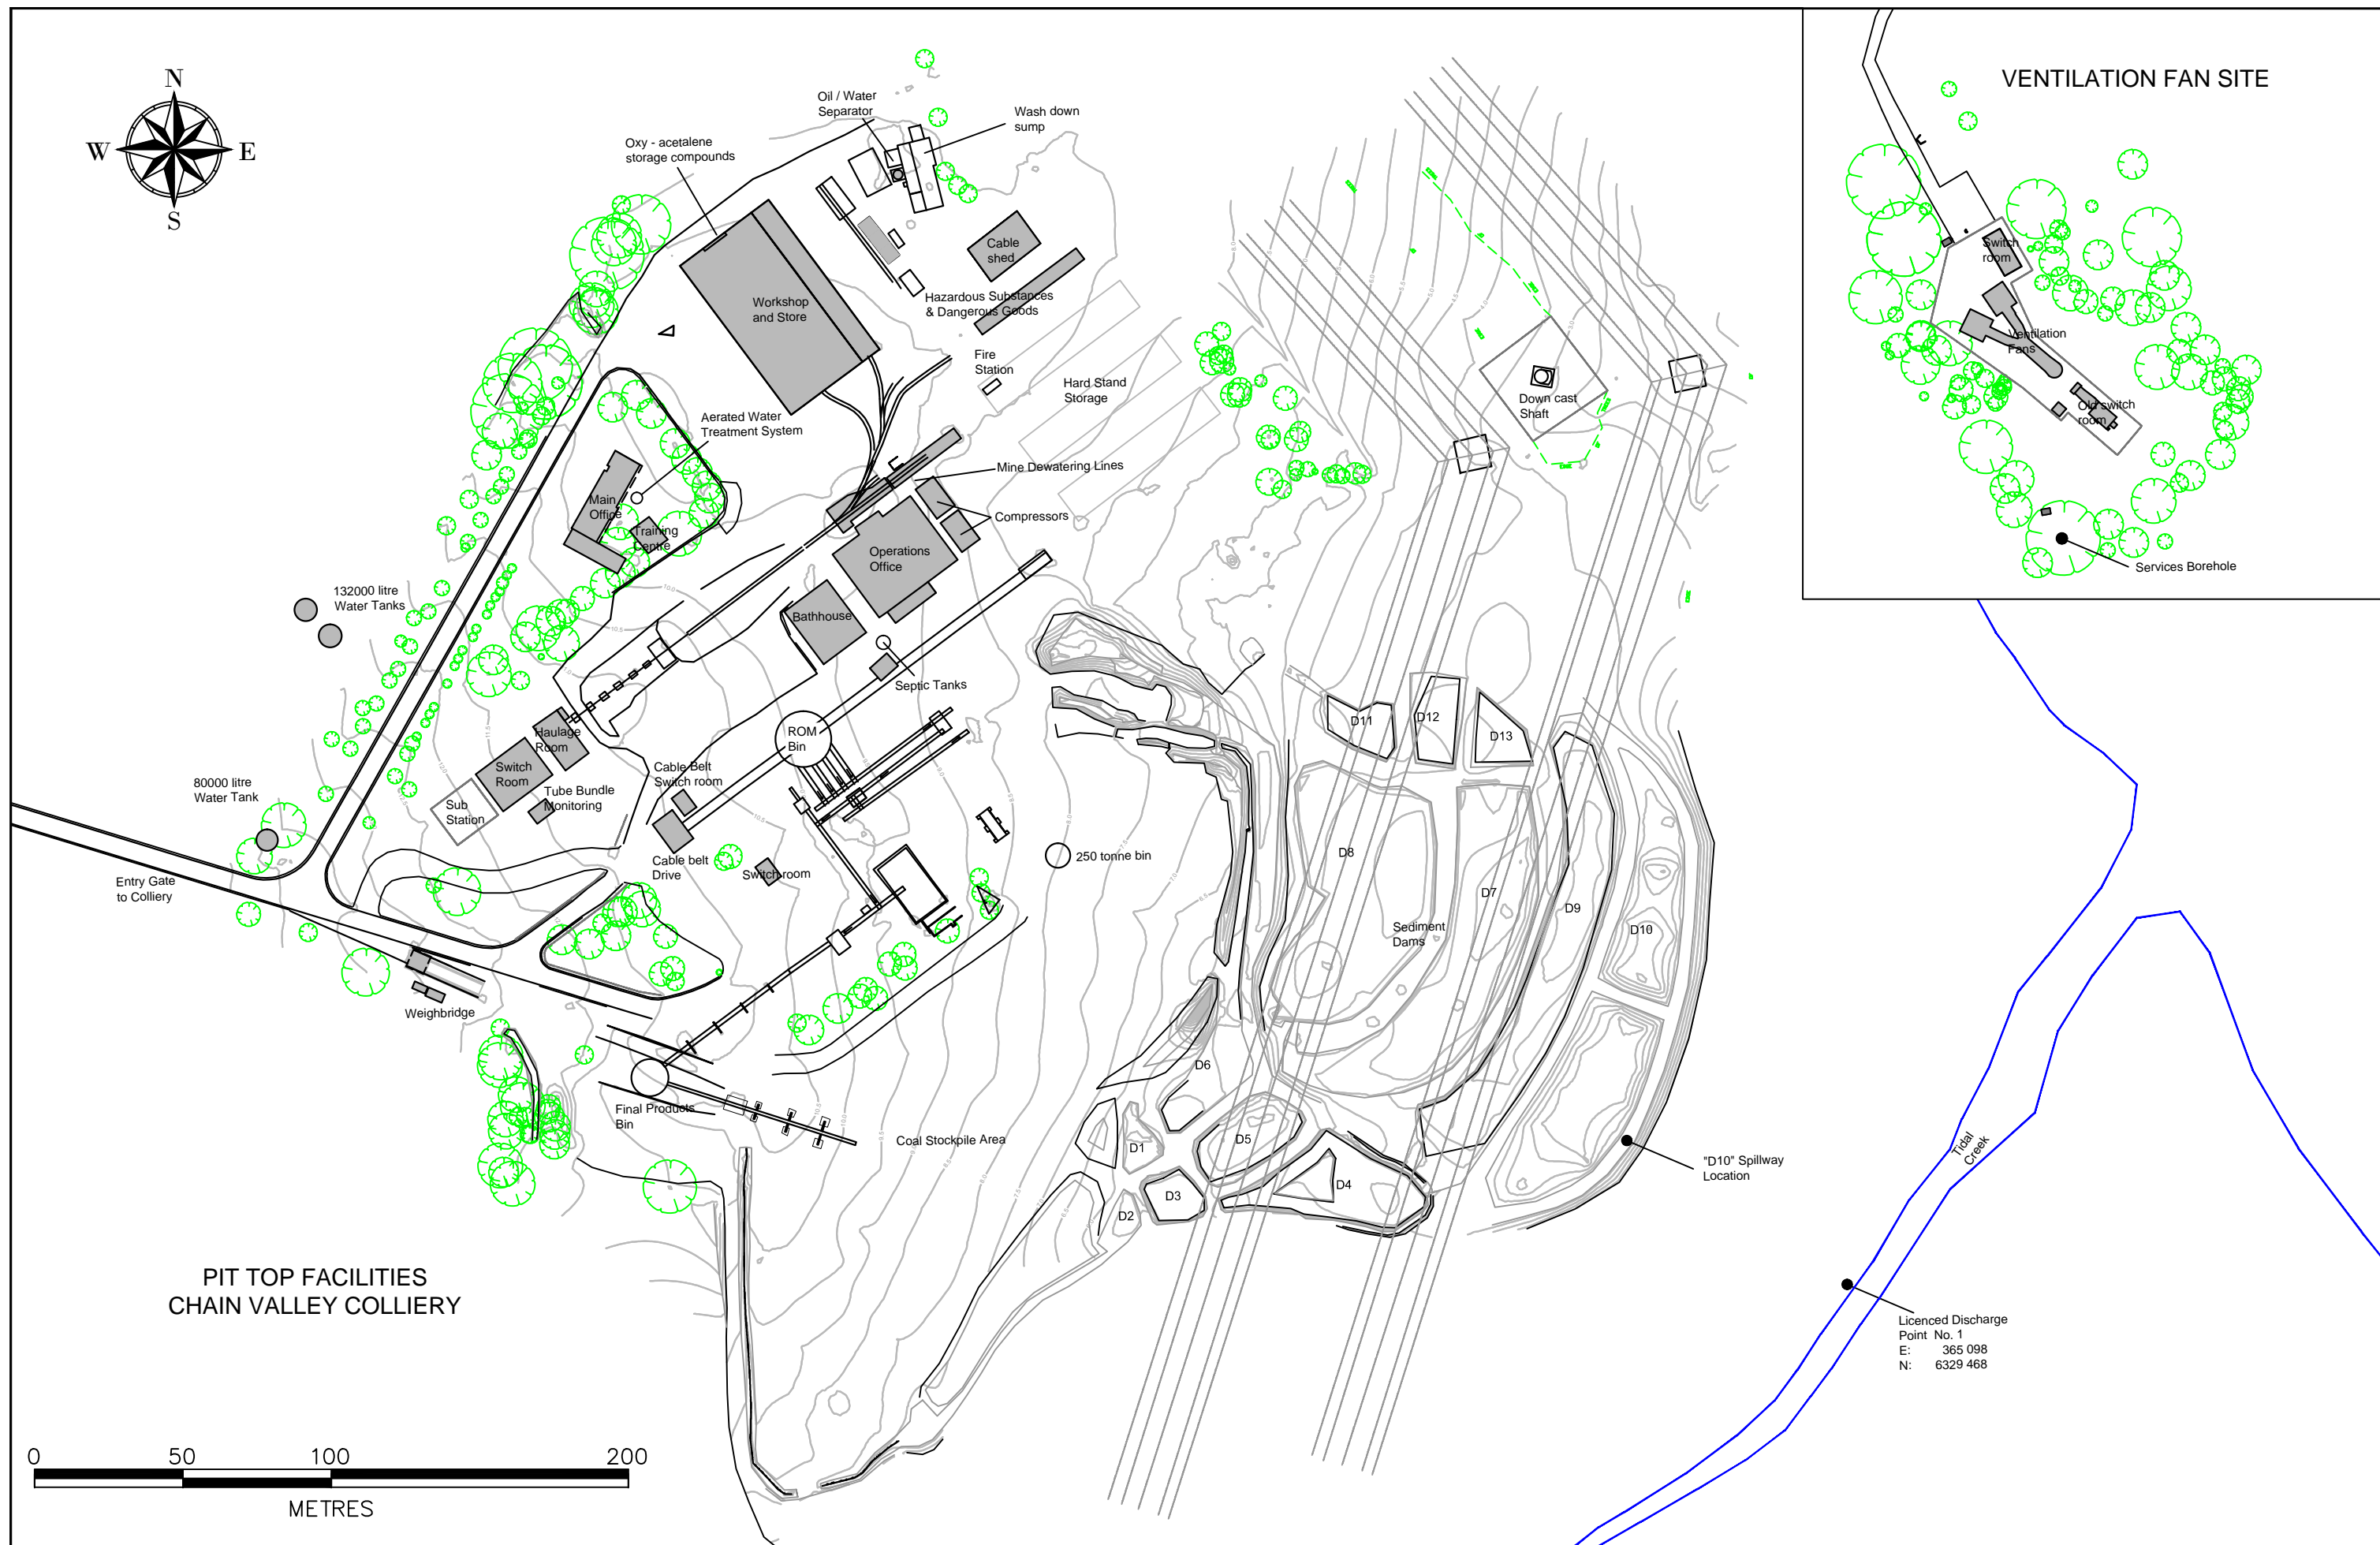 N
W
E
S
VENTILATION FAN SITE
Oil / Water
Separator
Wash down
sump
Oxy - acetalene
storage compounds
Cable
shed
Switch
room
Workshop
and Store
Hazardous Substances
& Dangerous Goods
Ventilation
Fans
Fire
Station
Hard Stand
Storage
Down cast
Shaft
Old switch
room
Aerated Water
Treatment System
Mine Dewatering Lines
Main
Office
Compressors
Training
Centre
Operations
Office
Services Borehole
132000 litre
Water Tanks
Bathhouse
Septic Tanks
D11
D12
D13
ROM
Bin
Haulage
Room
Switch
Room
Cable Belt
Switch room
80000 litre
Water Tank
Tube Bundle
Monitoring
Sub
Station
D8
250 tonne bin
Cable belt
Drive
Switch room
Entry Gate
to Colliery
D7
D9
Sediment
Dams
D10
Weighbridge
D6
Final Products
Bin
Coal Stockpile Area
D1
D5
D4
D3
D2
"D10" Spillway
Location
Tidal
Creek
PIT TOP FACILITIES
CHAIN VALLEY COLLIERY
Licenced Discharge
Point No. 1
E: 365 098
N: 6329 468
0 50 100 200
METRES